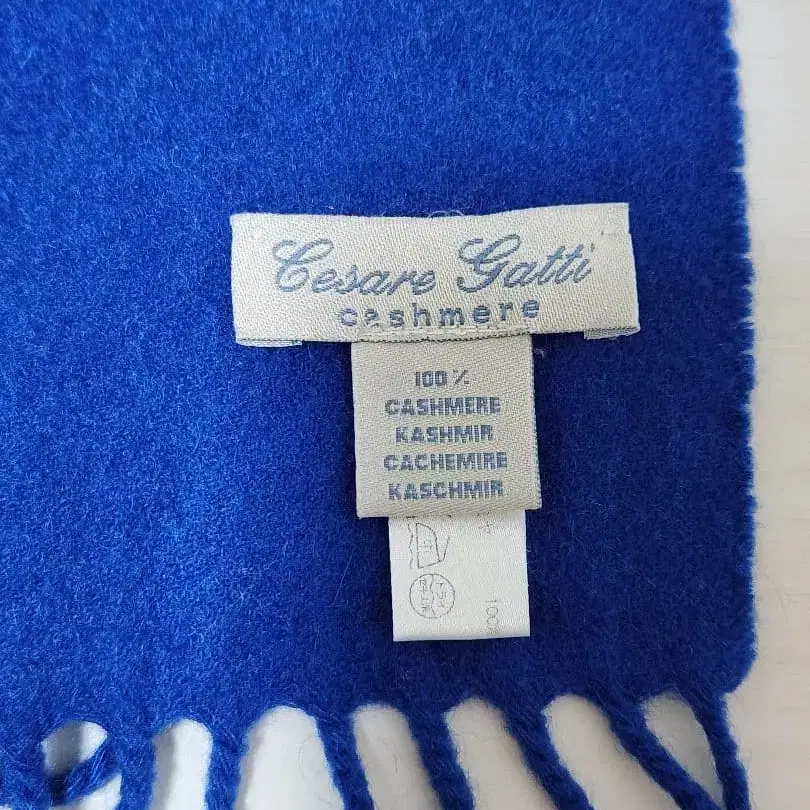 Cesare Gatti
cashmere
100 %
CASHMERE
KASHMIR
CACHEMIRE
KASCHMIR